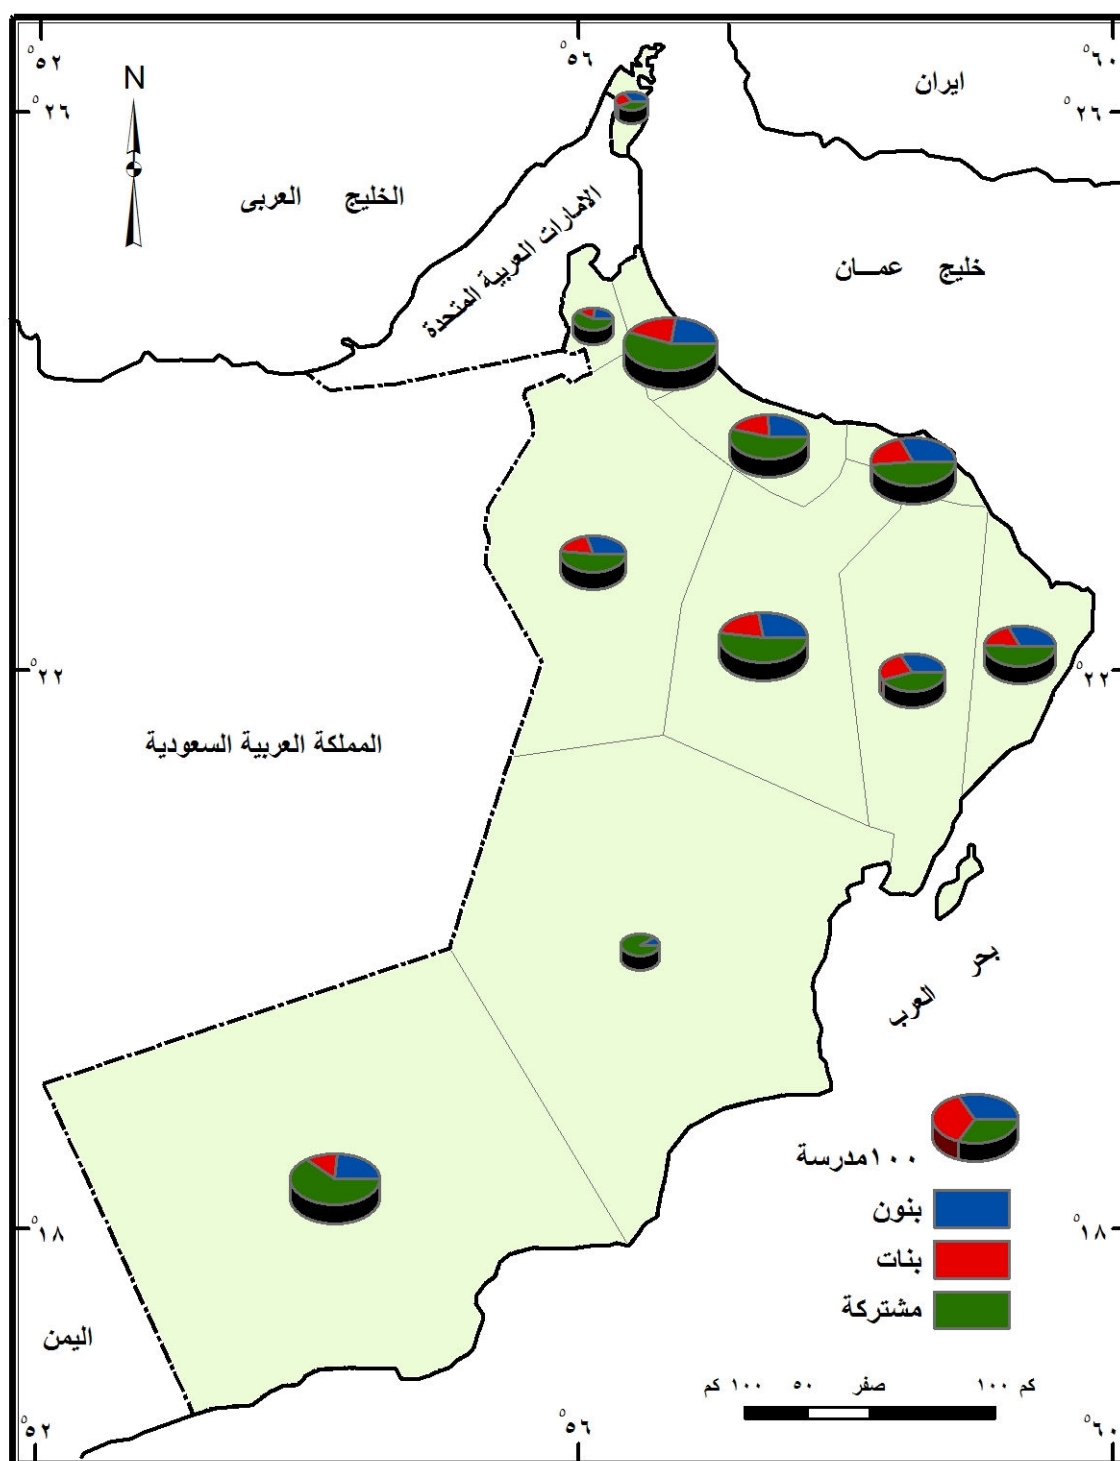 °٥٢
°٥٦
°٦٠
N
ايران
°٢٦
°٢٦
الخليج العربى
الامارات العربية المتحدة
خليج عمـــان
°٢٢
°٢٢
المملكة العربية السعودية
بحر العرب
١٠٠مدرسة
بنون
°١٨
°١٨
بنات
مشتركة
اليمن
كم ١٠٠ ٥٠ صفر ١٠٠ كم
°٥٢
°٥٦
°٦٠